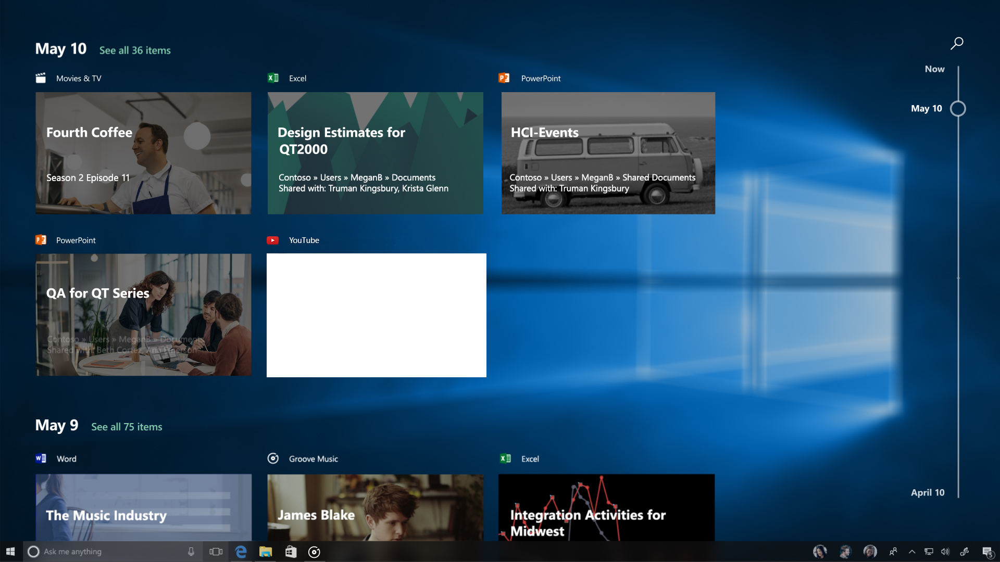 May 10 See all 36 items
Movies & TV
Excel
PowerPoint
Now
May 10
Fourth Coffee
Season 2 Episode 11
Design Estimates for
QT2000
Contoso » Users » MeganB » Documents
Shared with: Truman Kingsbury, Krista Glenn
HCI-Events
Contoso » Users » MeganB » Shared Documents
Shared with: Truman Kingsbury
PowerPoint
YouTube
QA for QT Series
Contoso » Users » MeganB » Documents
Shared with: Beth Cortez, Ana Emerson
May 9 See all 75 items
Word
Groove Music
Excel
The Music Industry
James Blake
Integration Activities for
Midwest
April 10
Ask me anything
5